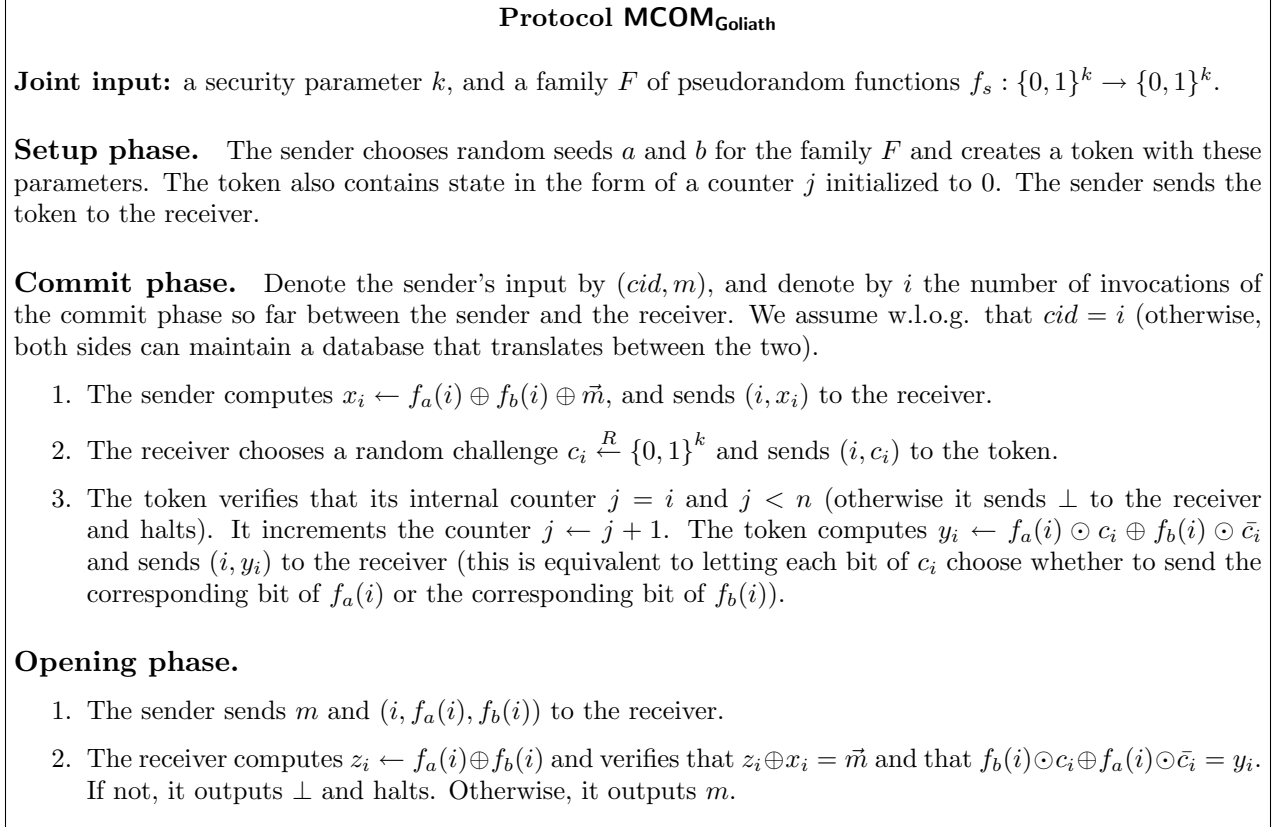 Protocol MCOM_Goliath
Joint input: a security parameter k, and a family F of pseudorandom functions f_s : {0, 1}^k → {0, 1}^k.
Setup phase. The sender chooses random seeds a and b for the family F and creates a token with these
parameters. The token also contains state in the form of a counter j initialized to 0. The sender sends the
token to the receiver.
Commit phase. Denote the sender's input by (cid, m), and denote by i the number of invocations of
the commit phase so far between the sender and the receiver. We assume w.l.o.g. that cid = i (otherwise,
both sides can maintain a database that translates between the two).
1. The sender computes x_i ← f_a(i) ⊕ f_b(i) ⊕ m⃗, and sends (i, x_i) to the receiver.
2. The receiver chooses a random challenge c_i ←^R {0, 1}^k and sends (i, c_i) to the token.
3. The token verifies that its internal counter j = i and j < n (otherwise it sends ⊥ to the receiver
and halts). It increments the counter j ← j + 1. The token computes y_i ← f_a(i) ⊙ c_i ⊕ f_b(i) ⊙ c̄_i
and sends (i, y_i) to the receiver (this is equivalent to letting each bit of c_i choose whether to send the
corresponding bit of f_a(i) or the corresponding bit of f_b(i)).
Opening phase.
1. The sender sends m and (i, f_a(i), f_b(i)) to the receiver.
2. The receiver computes z_i ← f_a(i)⊕f_b(i) and verifies that z_i⊕x_i = m⃗ and that f_b(i)⊙c_i⊕f_a(i)⊙c̄_i = y_i.
If not, it outputs ⊥ and halts. Otherwise, it outputs m.